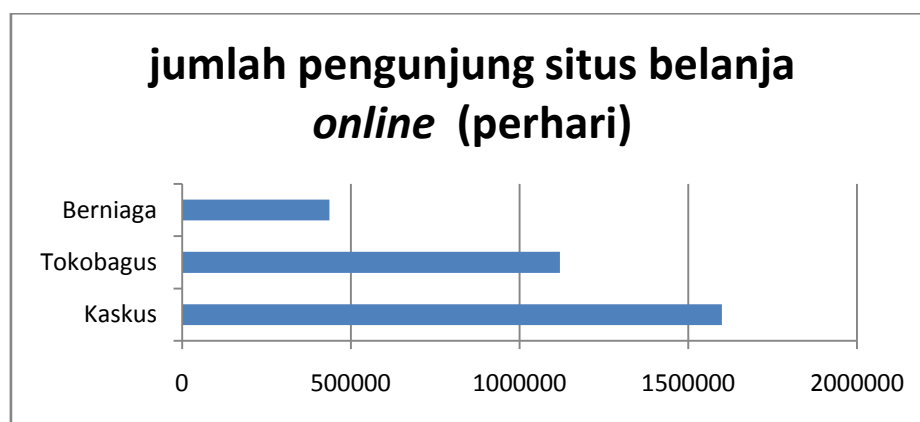 jumlah pengunjung situs belanja
online (perhari)
Berniaga
Tokobagus
Kaskus
0 500000 1000000 1500000 2000000